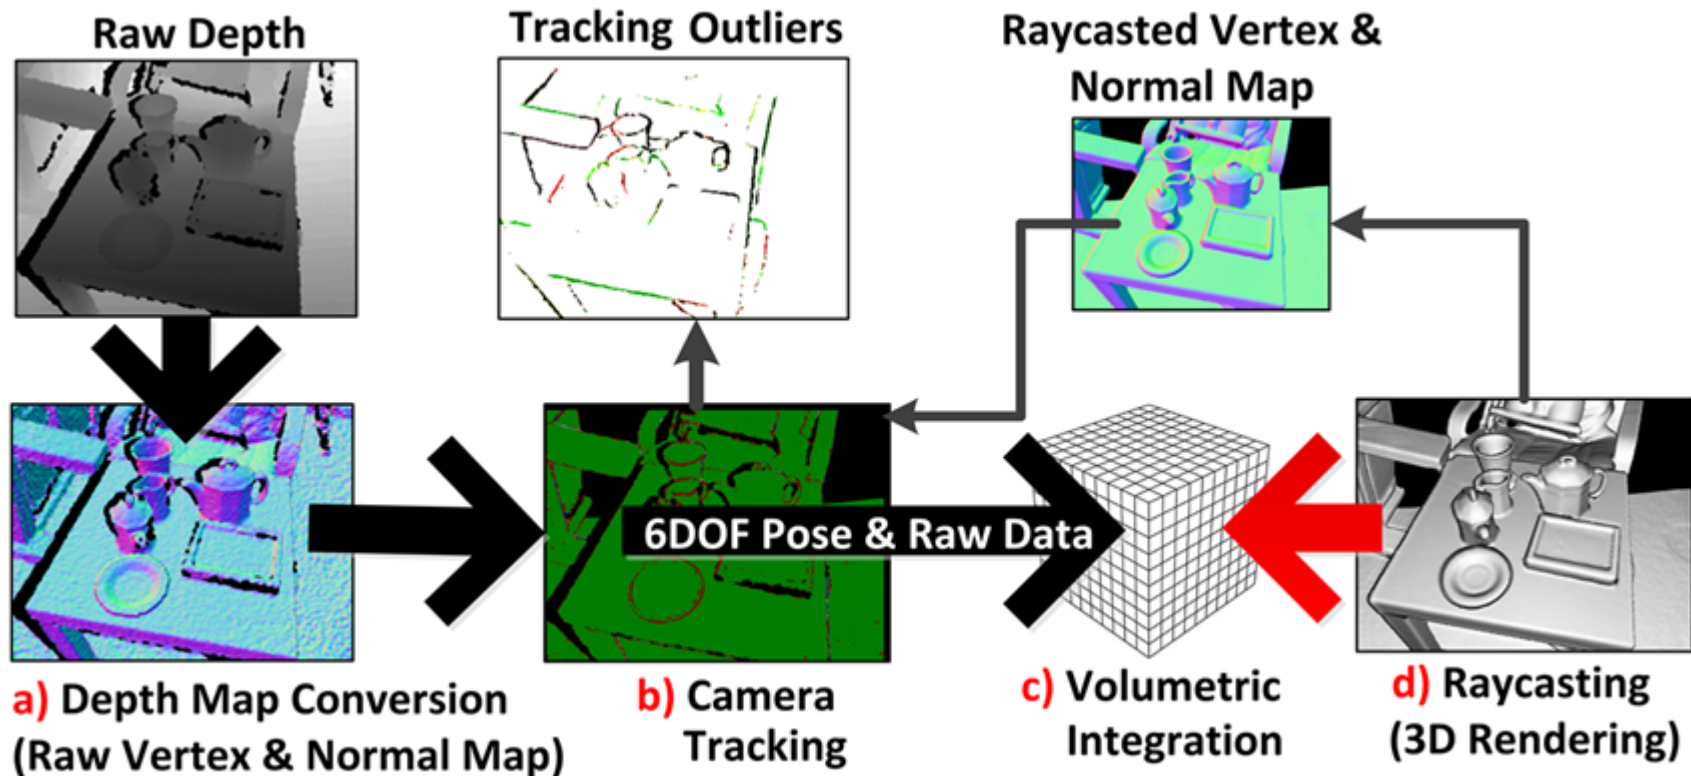 Raw Depth
Tracking Outliers
Raycasted Vertex &
Normal Map
6DOF Pose & Raw Data
a) Depth Map Conversion
(Raw Vertex & Normal Map)
b) Camera
Tracking
c) Volumetric
Integration
d) Raycasting
(3D Rendering)